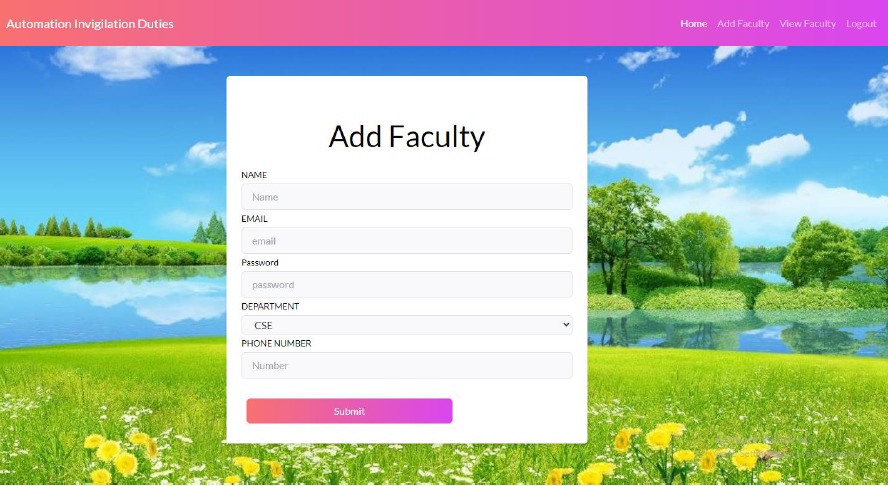 Automation Invigilation Duties
Home Add Faculty View Faculty Logout
Add Faculty
NAME
Name
EMAIL
email
Password
password
DEPARTMENT
CSE
PHONE NUMBER
Number
Submit